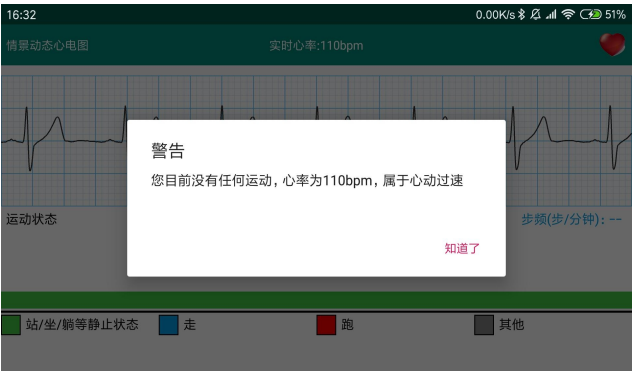 16:32 0.00K/s 51%
情景动态心电图 实时心率:110bpm
警告
您目前没有任何运动，心率为110bpm，属于心动过速
运动状态 步频(步/分钟): --
知道了
站/坐/躺等静止状态 走 跑 其他